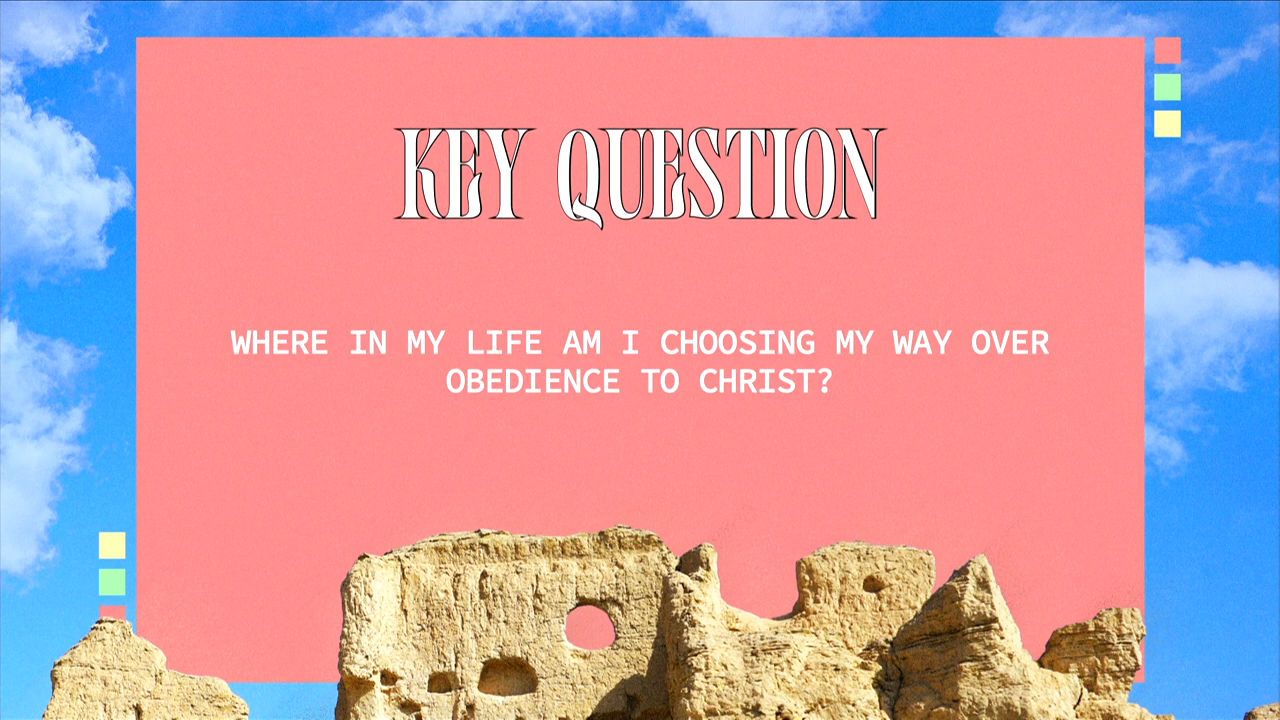 KEY QUESTION
WHERE IN MY LIFE AM I CHOOSING MY WAY OVER
OBEDIENCE TO CHRIST?